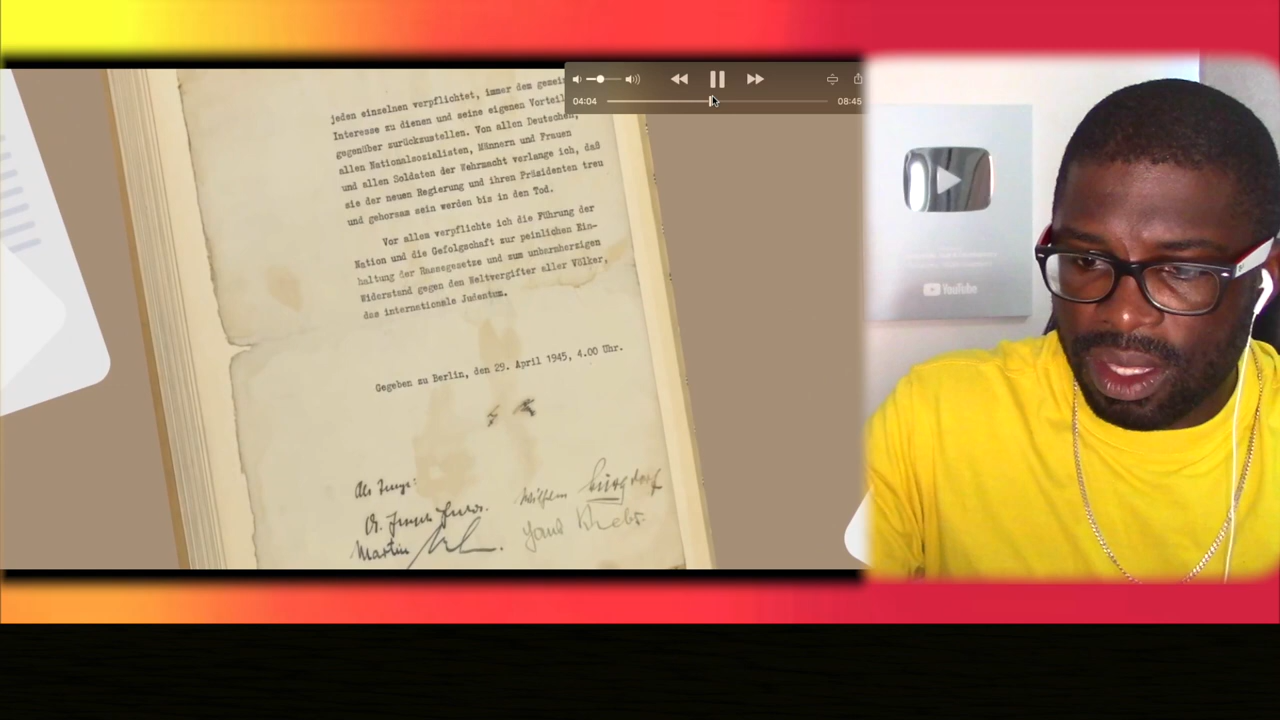 04:04
08:45
jeden einzelnen verpflichtet, immer dem gemein
Interesse zu dienen und seine eigenen Vorteil
gegenüber zurückzustellen. Von allen Deutschen,
allen Nationalsozialisten, Männern und Frauen
und allen Soldaten der Wehrmacht verlange ich, daß
sie der neuen Regierung und ihren Präsidenten treu
und gehorsam sein werden bis in den Tod.
Vor allem verpflichte ich die Führung der
Nation und die Gefolgschaft zur peinlichen Ein-
haltung der Rassegesetze und zum unbarmherzigen
Widerstand gegen den Weltvergifter aller Völker,
das internationale Judentum.
Gegeben zu Berlin, den 29. April 1945, 4.00 Uhr.
Als Zeuge:
Wilhelm Burgdorf
Martin
Hans Krebs.
YouTube